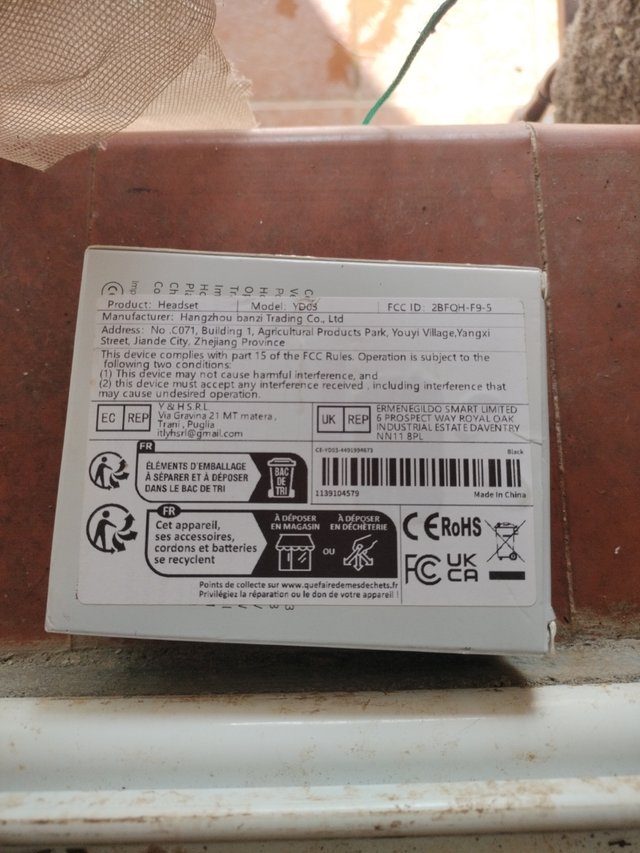 Product: Headset
Model: YD03
FCC ID: 2BFQH-F9-5
Manufacturer: Hangzhou banzi Trading Co., Ltd
Address: No .C071, Building 1, Agricultural Products Park, Youyi Village,Yangxi
Street, Jiande City, Zhejiang Province
This device complies with part 15 of the FCC Rules. Operation is subject to the
following two conditions:
(1) This device may not cause harmful interference, and
(2) this device must accept any interference received , including interference that
may cause undesired operation.
EC REP
Y & H S.R.L
Via Gravina 21 MT matera ,
Trani , Puglia
itlyhsrl@gmail.com
UK REP
ERMENEGILDO SMART LIMITED
6 PROSPECT WAY ROYAL OAK
INDUSTRIAL ESTATE DAVENTRY
NN11 8PL
FR
ÉLÉMENTS D'EMBALLAGE
À SÉPARER ET À DÉPOSER
DANS LE BAC DE TRI
BAC
DE
TRI
CE-YD03-4491994673
Black
1139104579
Made in China
FR
Cet appareil,
ses accessoires,
cordons et batteries
se recyclent
À DÉPOSER
EN MAGASIN
OU
À DÉPOSER
EN DÉCHÈTERIE
Points de collecte sur www.quefairedemesdechets.fr
Privilégiez la réparation ou le don de votre appareil !
CE RoHS
FC UK
CA